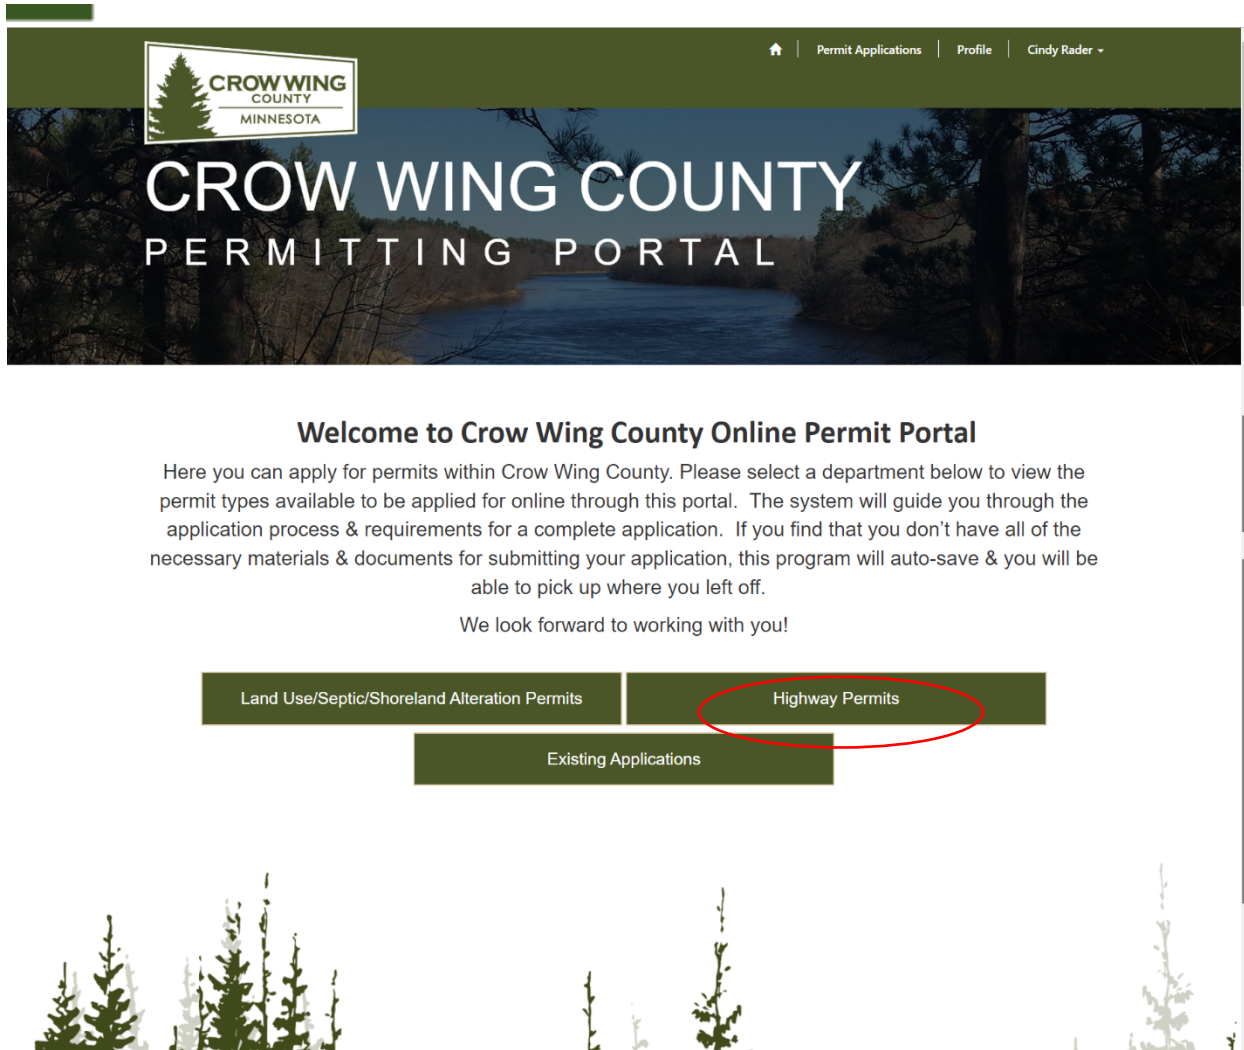 Permit Applications
Profile
Cindy Rader
CROW WING
COUNTY
MINNESOTA
CROW WING COUNTY
PERMITTING PORTAL
Welcome to Crow Wing County Online Permit Portal
Here you can apply for permits within Crow Wing County. Please select a department below to view the
permit types available to be applied for online through this portal.  The system will guide you through the
application process & requirements for a complete application.  If you find that you don’t have all of the
necessary materials & documents for submitting your application, this program will auto-save & you will be
able to pick up where you left off.
We look forward to working with you!
Land Use/Septic/Shoreland Alteration Permits
Highway Permits
Existing Applications